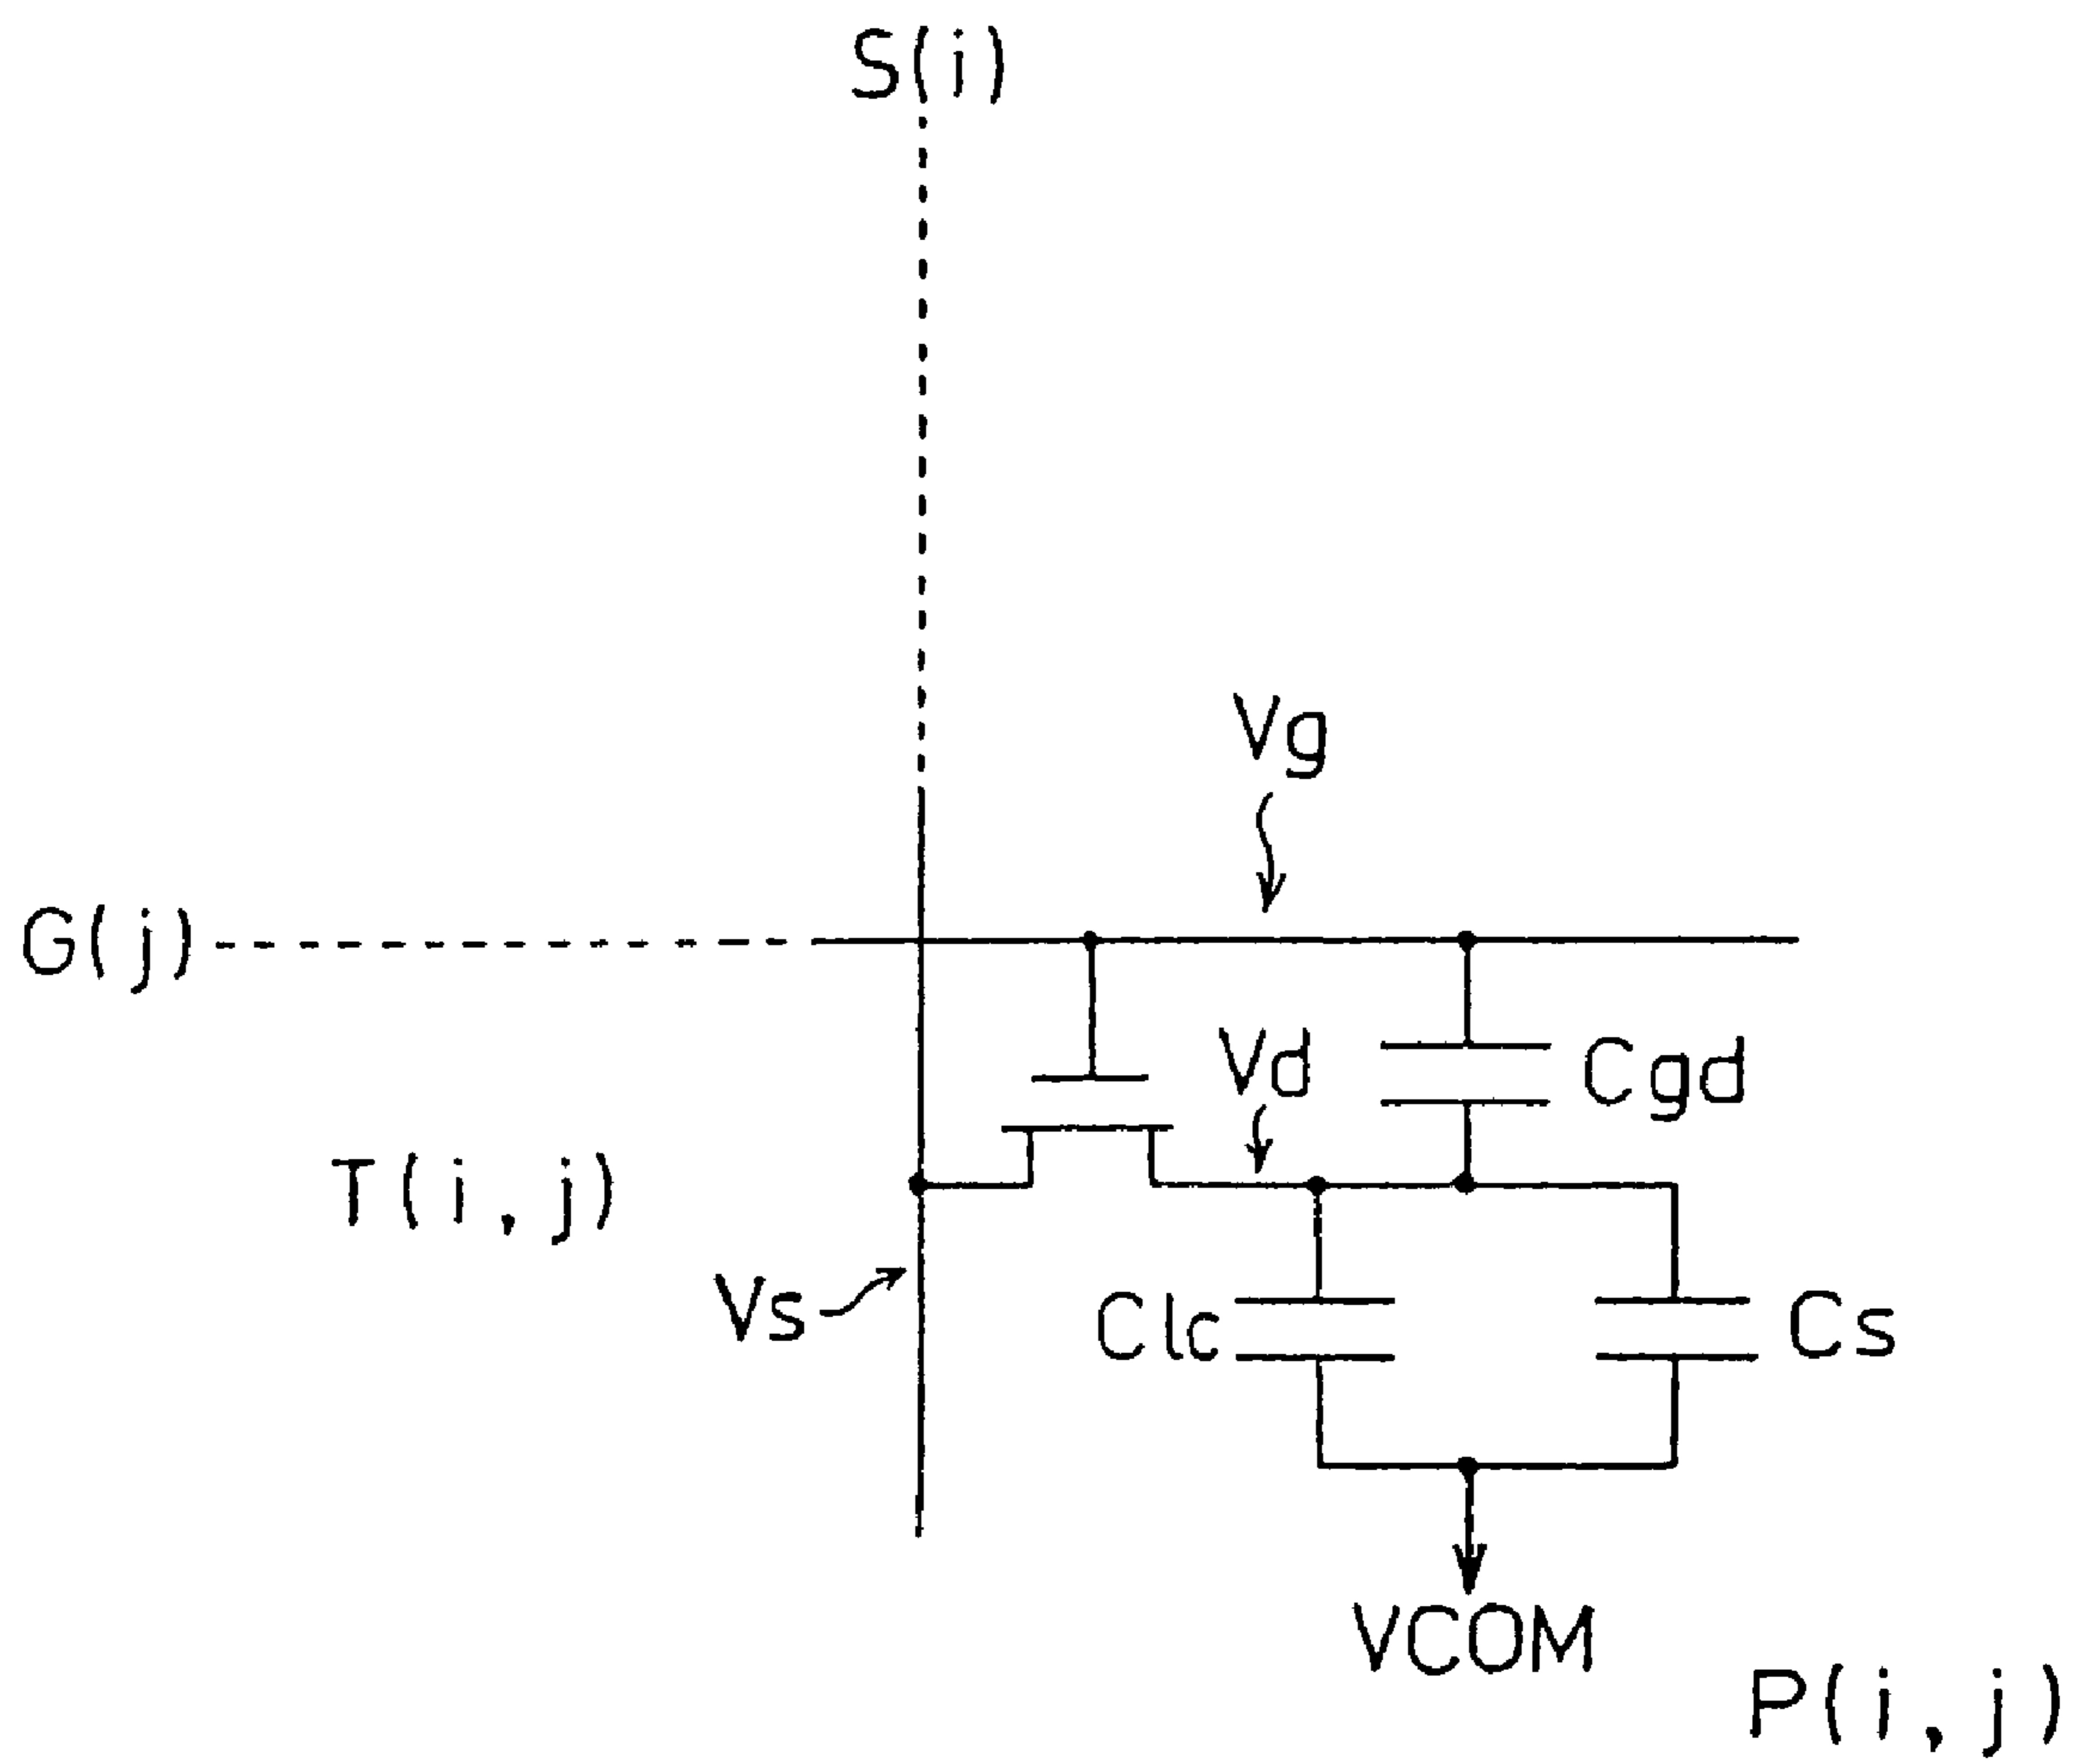 S(i)
Vg
G(j)
Vd
Cgd
T(i,j)
Vs
Clc
Cs
VCOM
P(i,j)